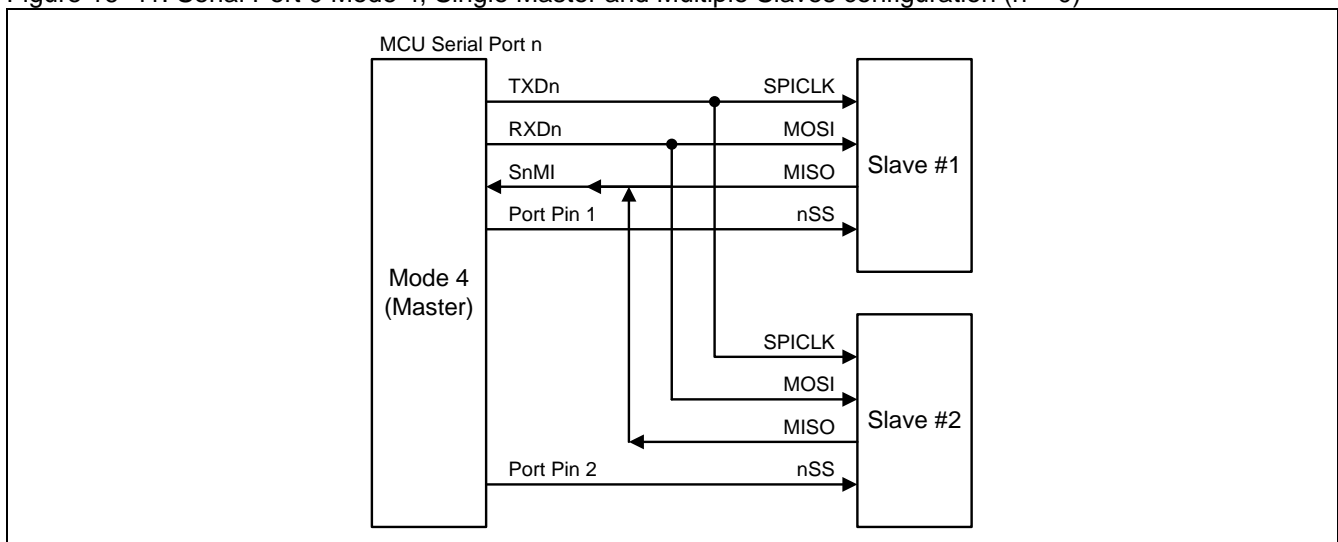 MCU Serial Port n
TXDn SPICLK
RXDn MOSI
SnMI MISO
Slave #1
Port Pin 1 nSS
Mode 4
(Master)
SPICLK
MOSI
MISO
Slave #2
Port Pin 2 nSS